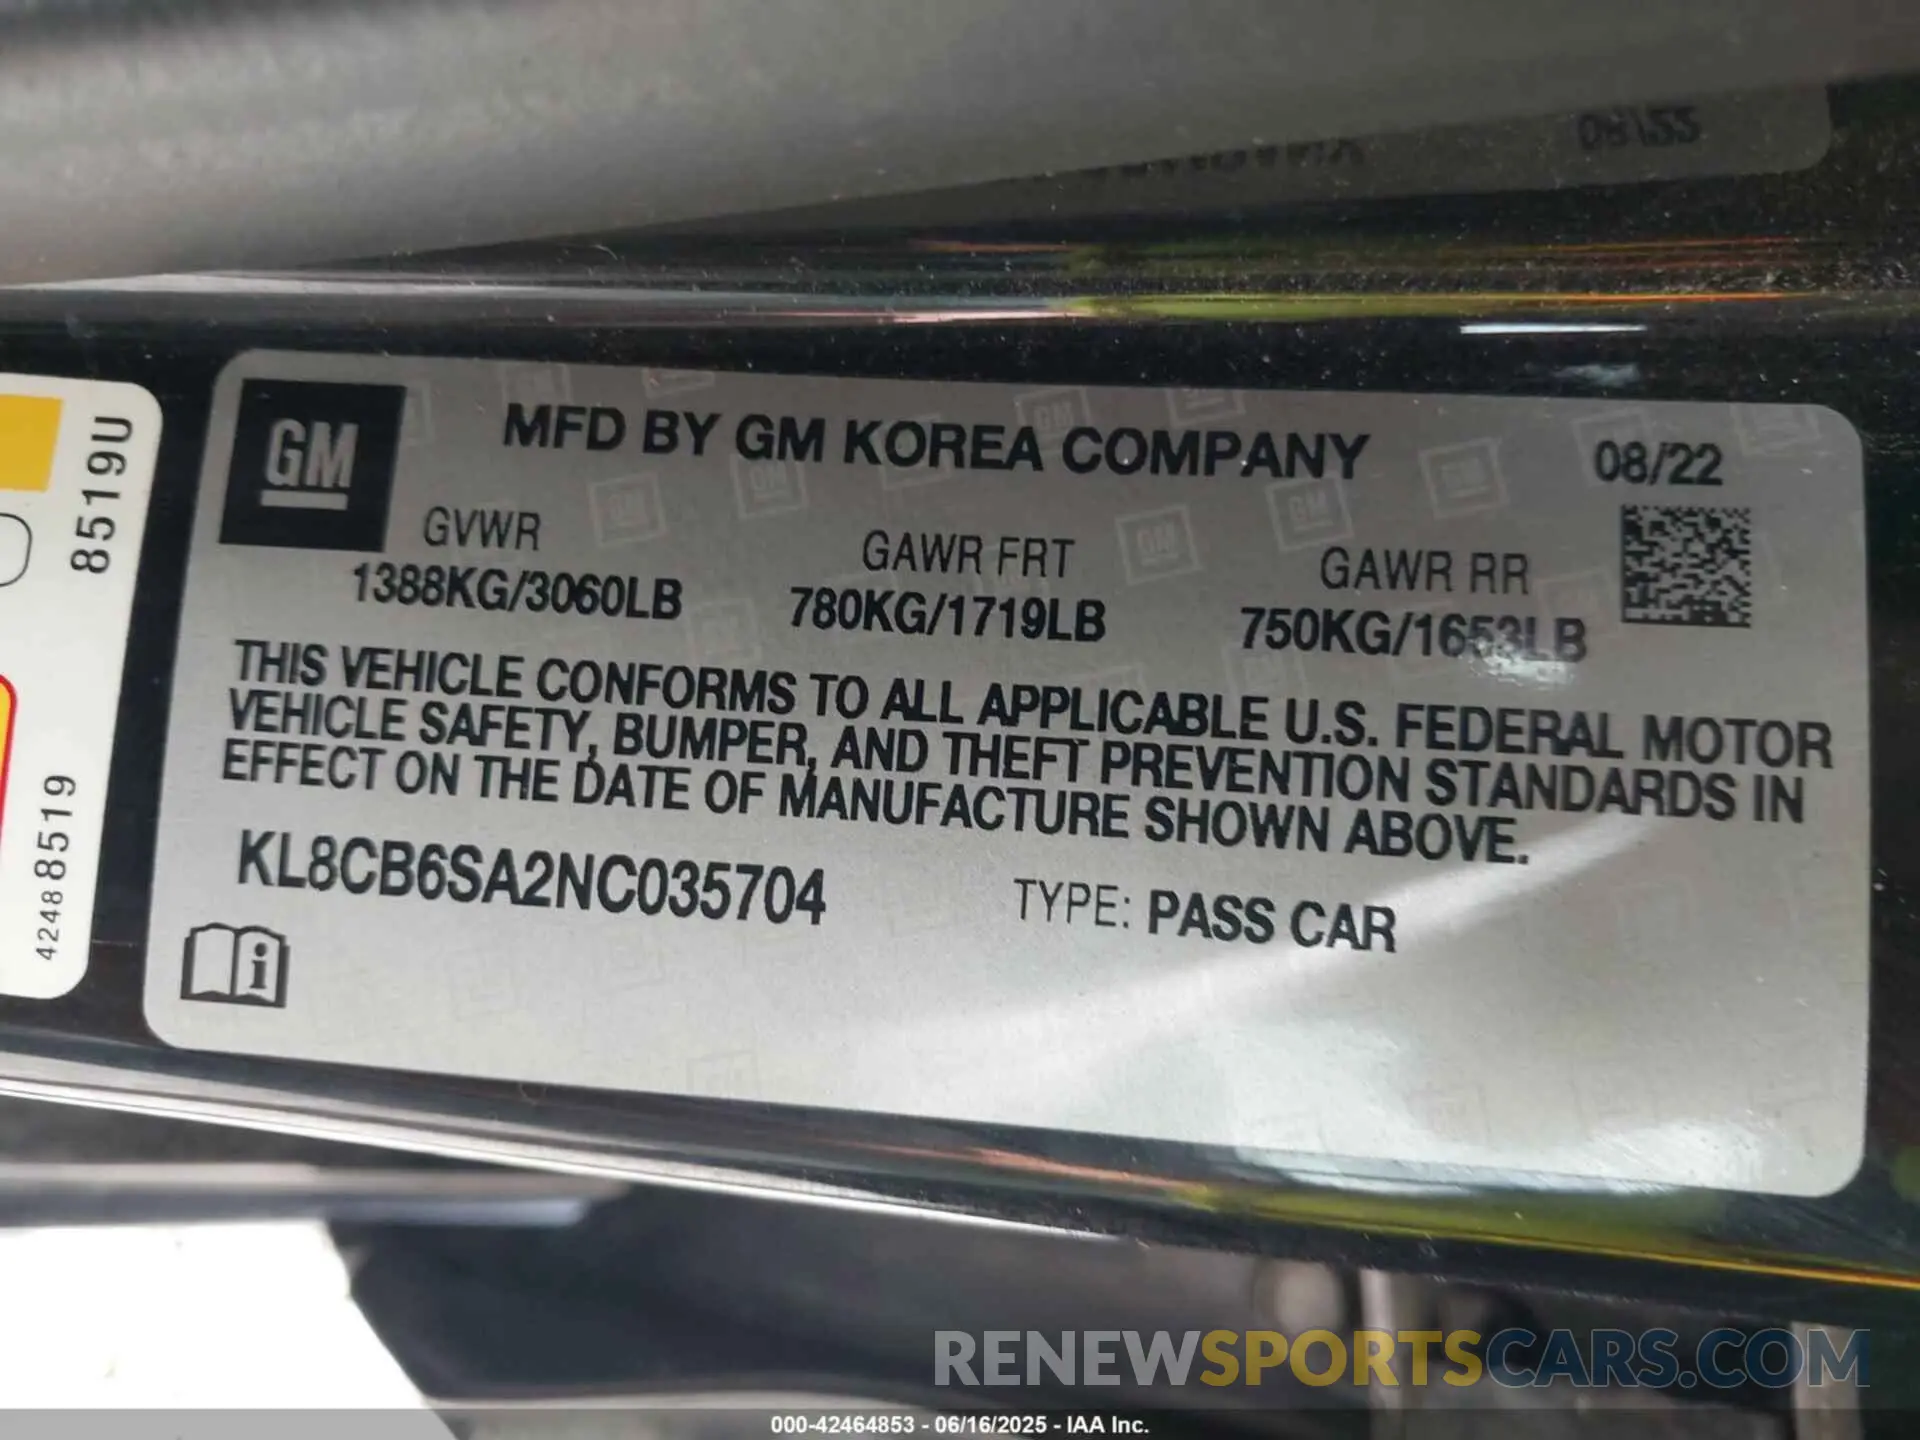 GM
MFD BY GM KOREA COMPANY
08/22
GVWR
GAWR FRT
GAWR RR
1388KG/3060LB
780KG/1719LB
750KG/1653LB
THIS VEHICLE CONFORMS TO ALL APPLICABLE U.S. FEDERAL MOTOR
VEHICLE SAFETY, BUMPER, AND THEFT PREVENTION STANDARDS IN
EFFECT ON THE DATE OF MANUFACTURE SHOWN ABOVE.
KL8CB6SA2NC035704
TYPE: PASS CAR
8519U
42488519
RENEWSPORTSCARS.COM
000-42464853 - 06/16/2025 - IAA Inc.